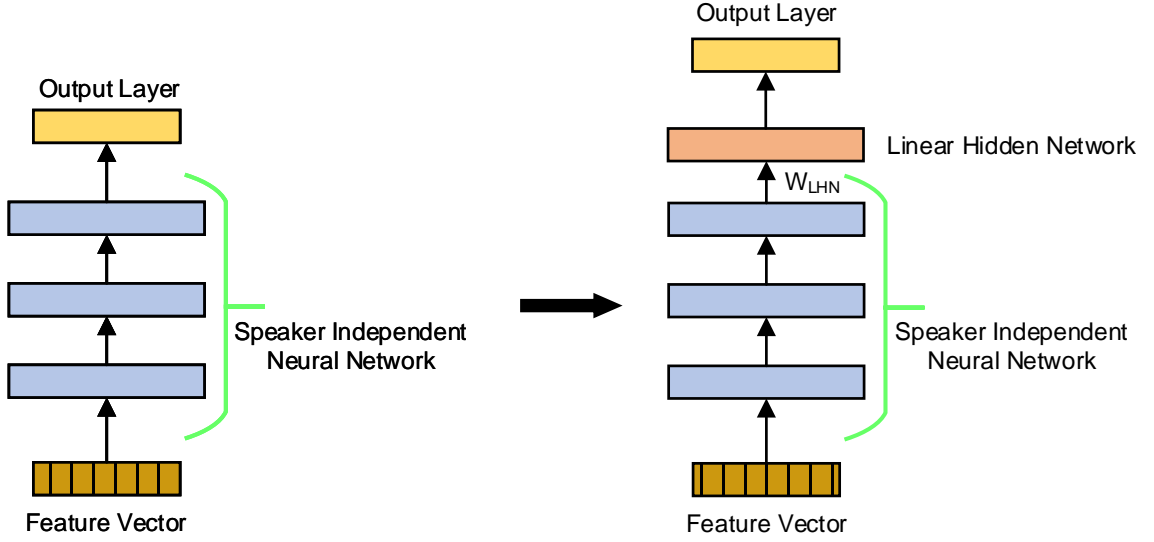 Output Layer
Speaker Independent
Neural Network
Feature Vector
Output Layer
Linear Hidden Network
W_LHN
Speaker Independent
Neural Network
Feature Vector